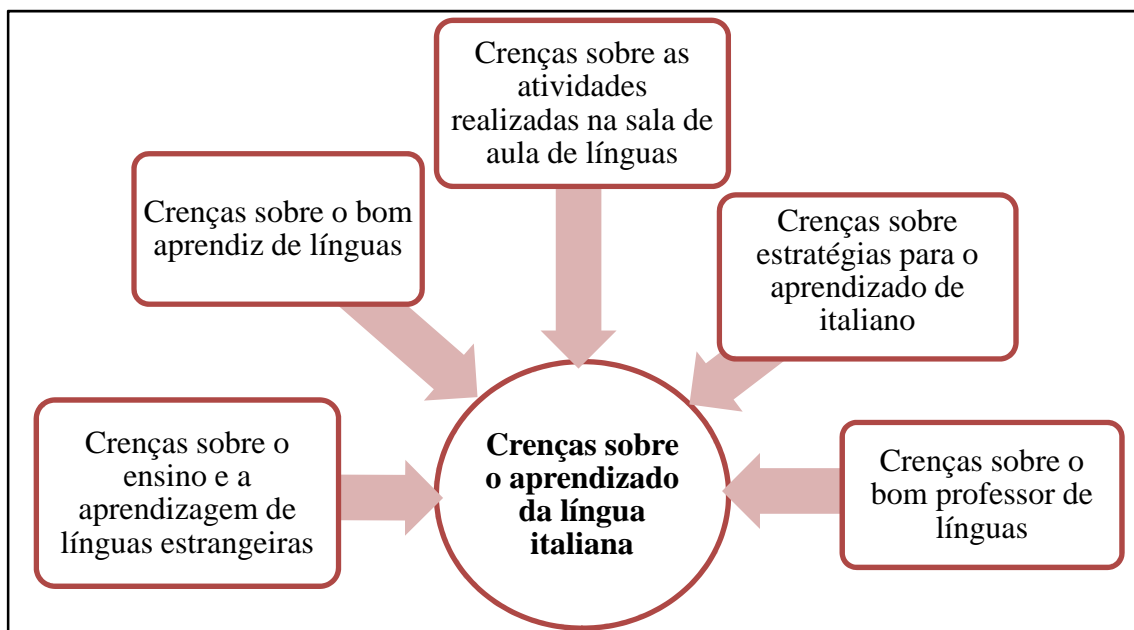 Crenças sobre as
atividades
realizadas na sala de
aula de línguas
Crenças sobre o bom
aprendiz de línguas
Crenças sobre
estratégias para o
aprendizado de
italiano
Crenças sobre o
ensino e a
aprendizagem de
línguas estrangeiras
Crenças sobre
o aprendizado
da língua
italiana
Crenças sobre o
bom professor de
línguas